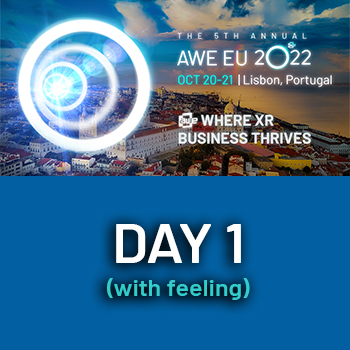 THE 5TH ANNUAL
AWE EU 2022
OCT 20-21 | Lisbon, Portugal
WHERE XR
BUSINESS THRIVES
DAY 1
(with feeling)